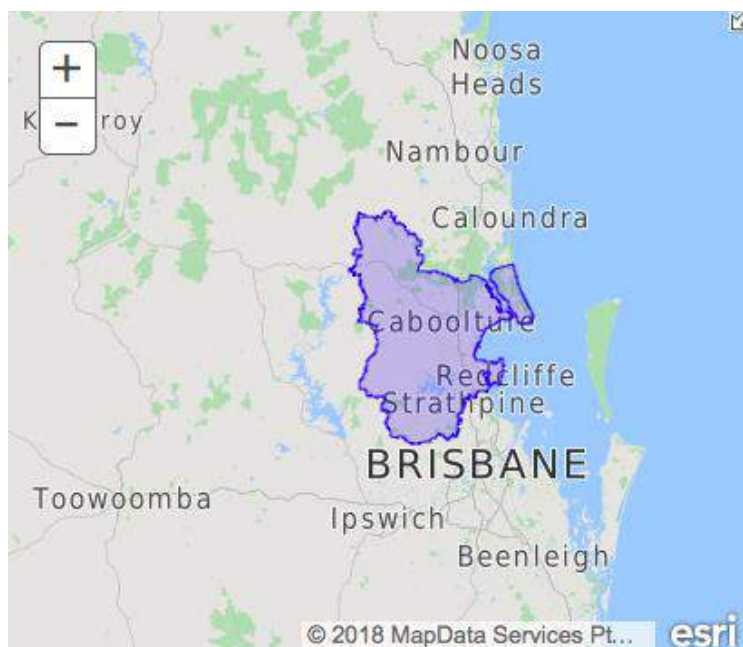 +
−
Noosa
Heads
K roy
Nambour
Caloundra
Caboolture
Redcliffe
Strathpine
BRISBANE
Toowoomba
Ipswich
Beenleigh
© 2018 MapData Services Pt...
esri